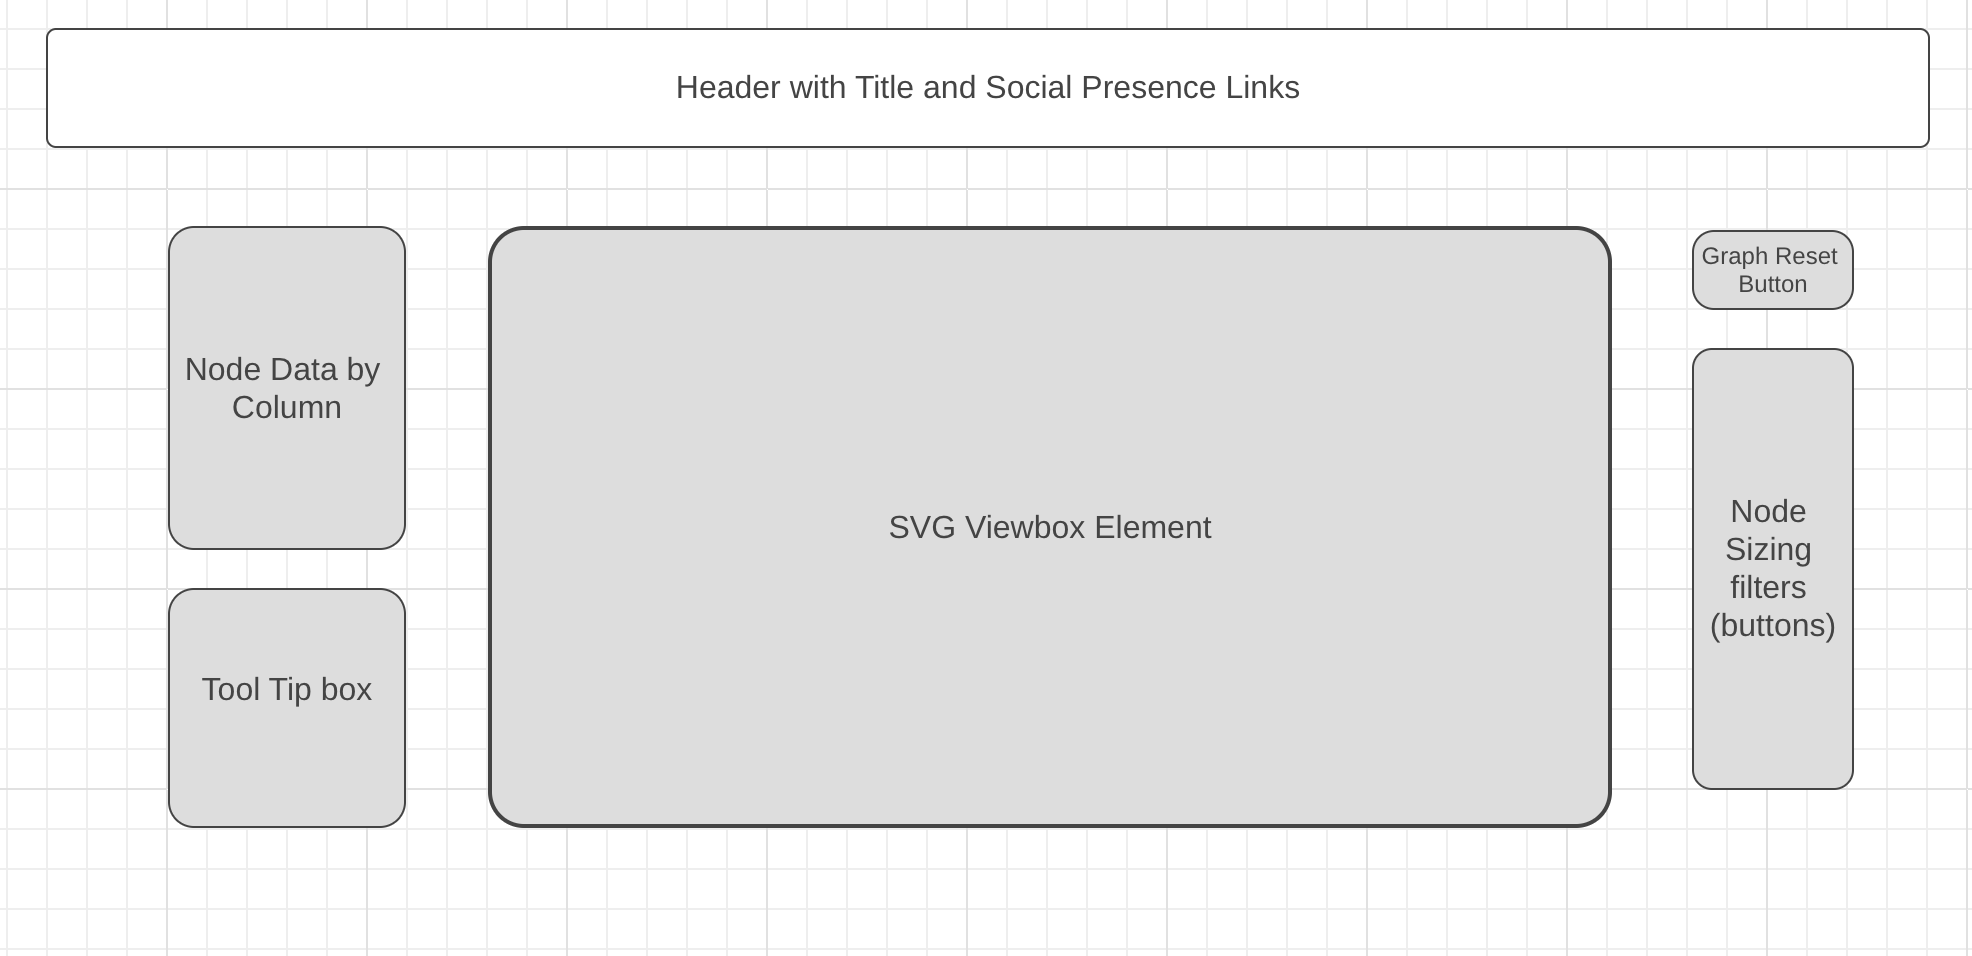 Header with Title and Social Presence Links
Node Data by
Column
Tool Tip box
SVG Viewbox Element
Graph Reset
Button
Node
Sizing
filters
(buttons)